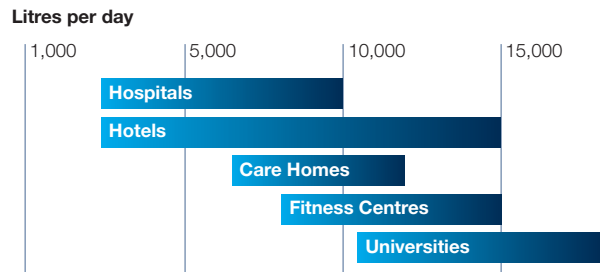 Litres per day
1,000 5,000 10,000 15,000
Hospitals
Hotels
Care Homes
Fitness Centres
Universities